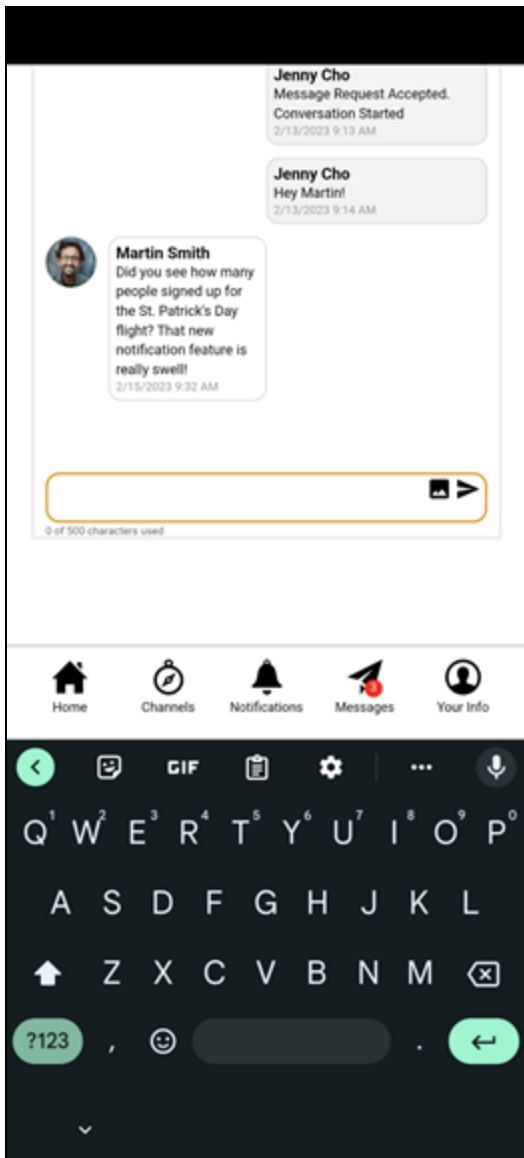 Jenny Cho
Message Request Accepted.
Conversation Started
2/13/2023 9:13 AM
Jenny Cho
Hey Martin!
2/13/2023 9:14 AM
Martin Smith
Did you see how many
people signed up for
the St. Patrick's Day
flight? That new
notification feature is
really swell!
2/15/2023 9:32 AM
0 of 500 characters used
Home Channels Notifications 3 Messages Your Info
GIF
Q1 W2 E3 R4 T5 Y6 U7 I8 O9 P0
A S D F G H J K L
Z X C V B N M
?123 , .